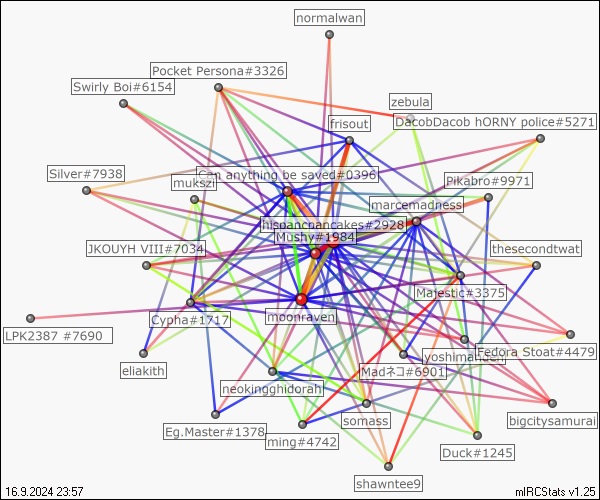 normalwan
Pocket Persona#3326
Swirly Boi#6154
zebula
frisout
DacobDacob hORNY police#5271
Silver#7938
Can anything be saved#0396
mukszi
Pikabro#9971
marcemadness
hispancpancakes#2928
Mushy#1984
JKOUYH VIII#7034
thesecondtwat
Majestic#3375
moonraven
Cypha#1717
LPK2387 #7690
eliakith
yoshimahden
Fedora Stoat#4479
Madネコ#6901
neokingghidorah
somass
bigcitysamurai
Eg.Master#1378
ming#4742
Duck#1245
shawntee9
16.9.2024 23:57
mIRCStats v1.25